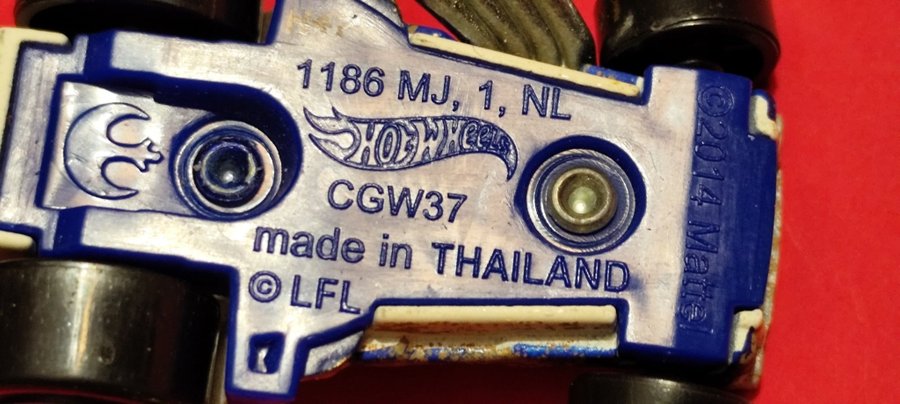 1186 MJ, 1, NL
HOT WHEELS
CGW37
made in THAILAND
© LFL
©2014 Mattel